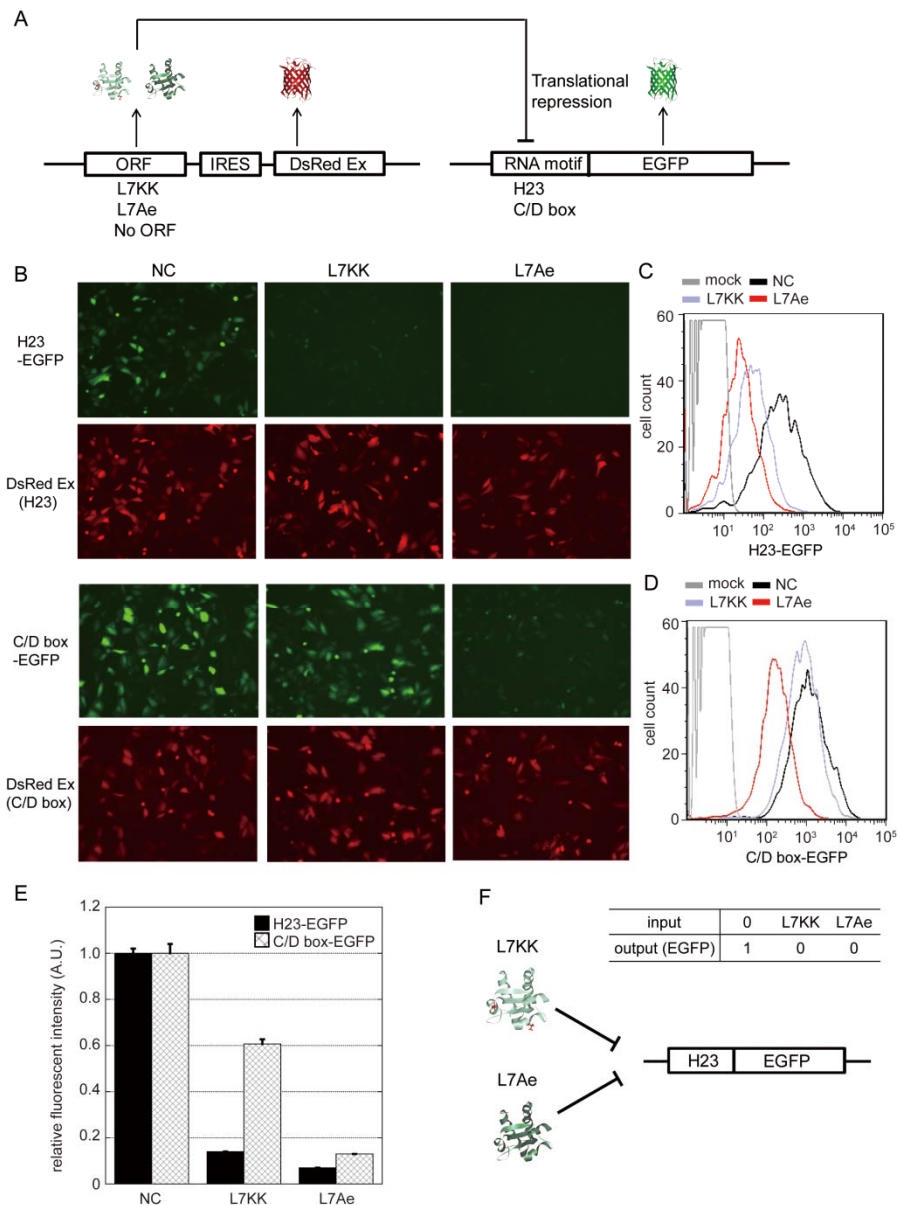 A
Translational
repression
ORF
IRES
DsRed Ex
RNA motif
EGFP
L7KK
L7Ae
No ORF
H23
C/D box
B
NC
L7KK
L7Ae
H23
-EGFP
DsRed Ex
(H23)
C/D box
-EGFP
DsRed Ex
(C/D box)
C
mock
NC
L7KK
L7Ae
60
40
20
0
cell count
10¹
10²
10³
10⁴
10⁵
H23-EGFP
D
mock
NC
L7KK
L7Ae
60
40
20
0
cell count
10¹
10²
10³
10⁴
10⁵
C/D box-EGFP
E
H23-EGFP
C/D box-EGFP
1.2
1.0
0.8
0.6
0.4
0.2
0
relative fluorescent intensity (A.U.)
NC
L7KK
L7Ae
F
input 0 L7KK L7Ae
output (EGFP) 1 0 0
L7KK
L7Ae
H23
EGFP